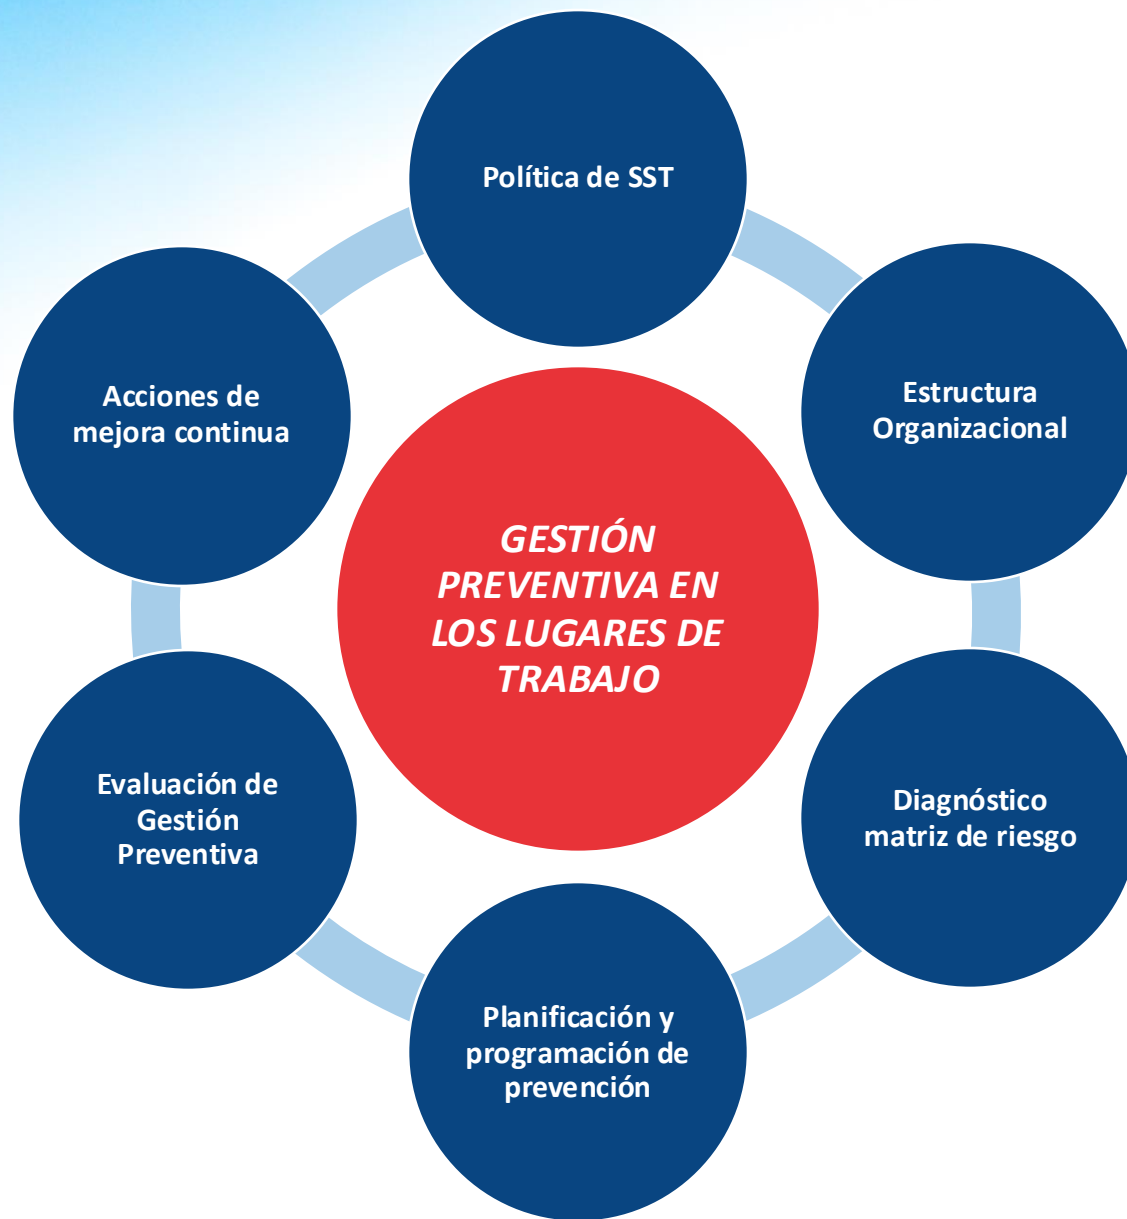 Política de SST
Estructura
Organizacional
Diagnóstico
matriz de riesgo
Planificación y
programación de
prevención
Evaluación de
Gestión
Preventiva
Acciones de
mejora continua
GESTIÓN
PREVENTIVA EN
LOS LUGARES DE
TRABAJO